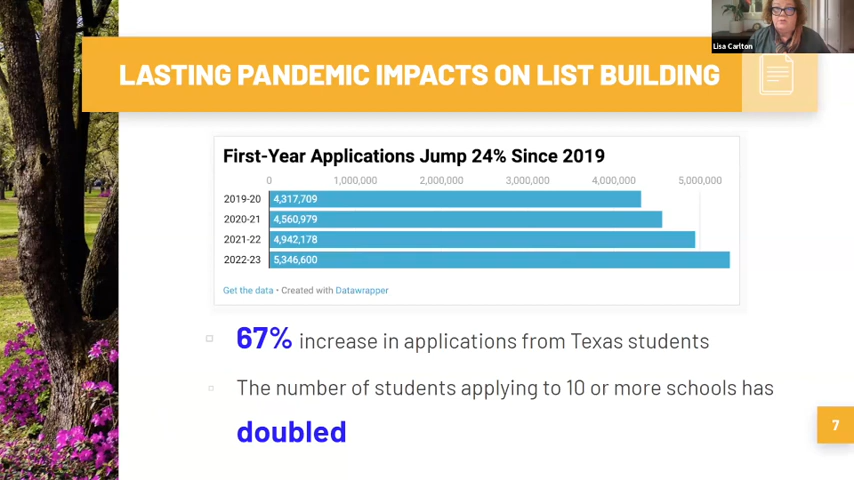 Lisa Carlton
LASTING PANDEMIC IMPACTS ON LIST BUILDING
First-Year Applications Jump 24% Since 2019
0 1,000,000 2,000,000 3,000,000 4,000,000 5,000,000
2019-20 4,317,709
2020-21 4,560,979
2021-22 4,942,178
2022-23 5,346,600
Get the data • Created with Datawrapper
67% increase in applications from Texas students
The number of students applying to 10 or more schools has
doubled
7